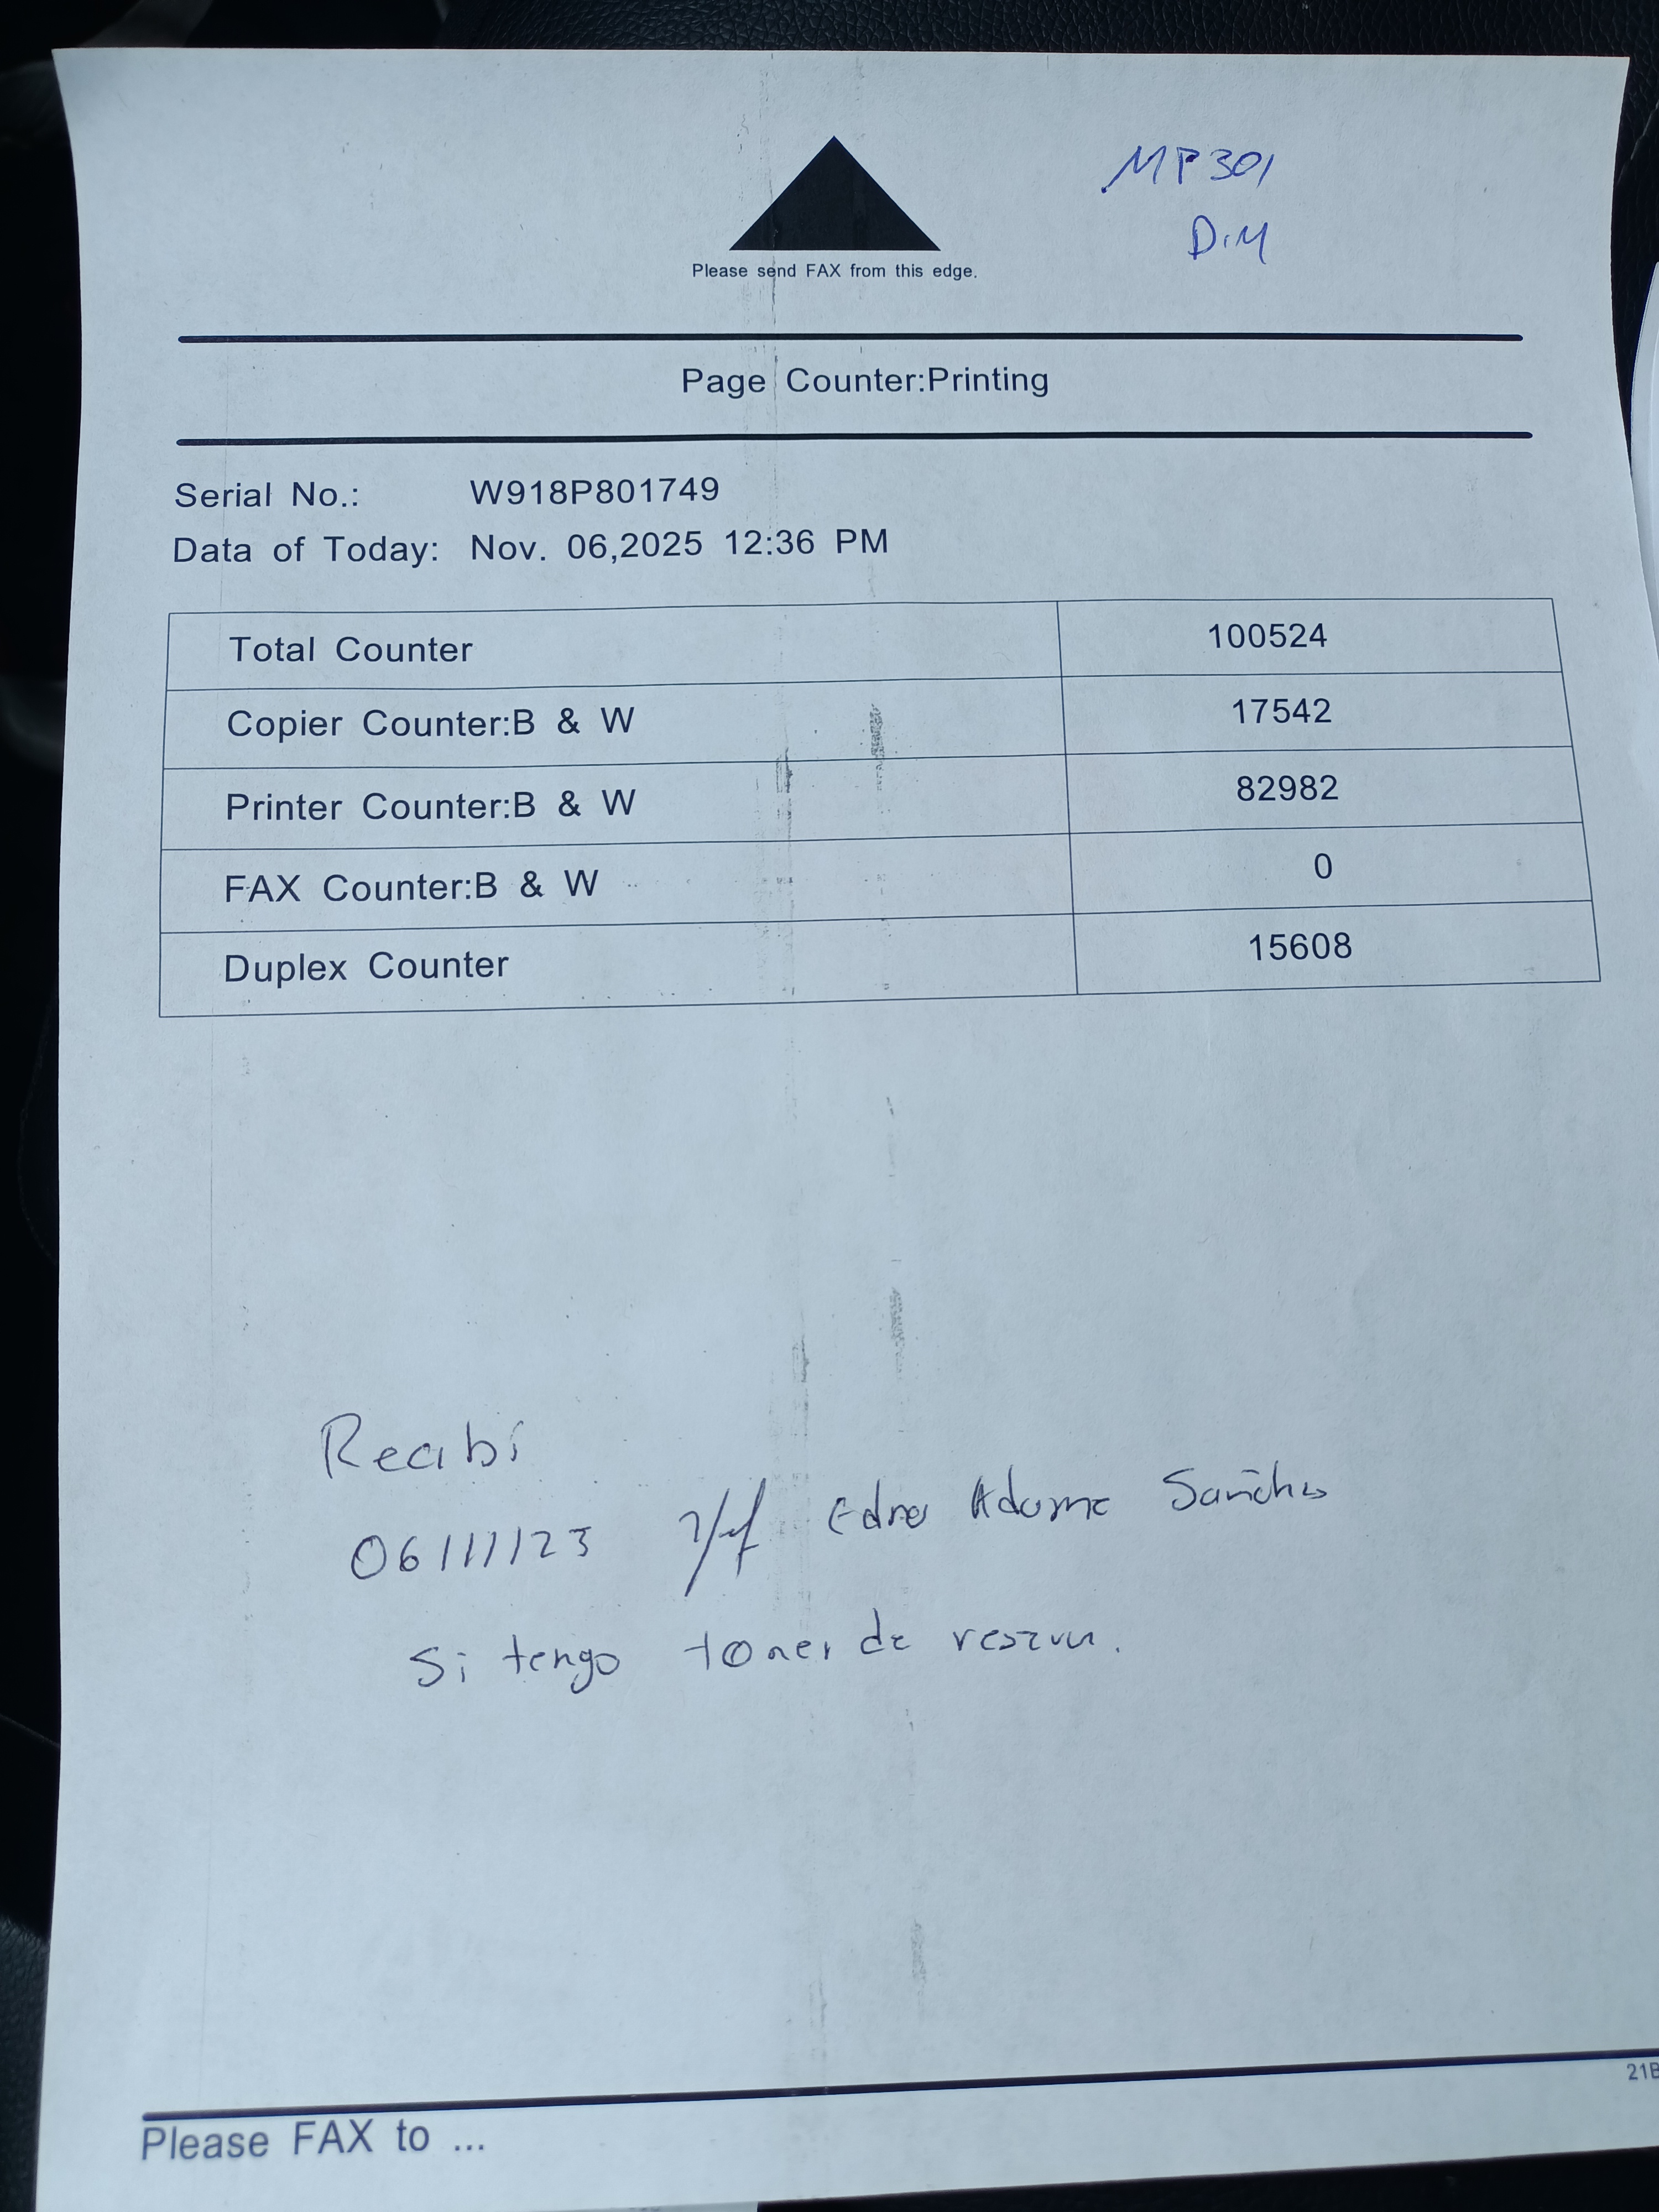 MP301
D.M
Please send FAX from this edge.
Page Counter:Printing
Serial No.: W918P801749
Data of Today: Nov. 06,2025 12:36 PM
Total Counter 100524
Copier Counter:B & W 17542
Printer Counter:B & W 82982
FAX Counter:B & W 0
Duplex Counter 15608
Recibí
06/11/23 Sanchez
Si tengo toner de reserva.
21B
Please FAX to ...